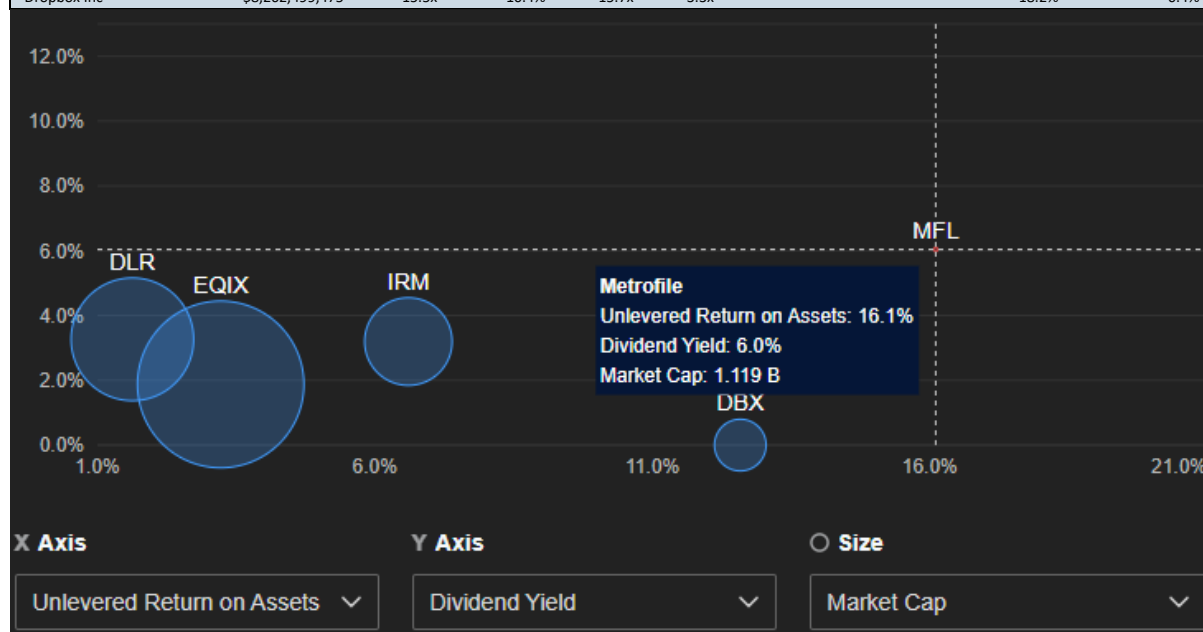 12.0%
10.0%
8.0%
MFL
6.0%
DLR
EQIX
IRM
Metrofile
Unlevered Return on Assets: 16.1%
4.0%
Dividend Yield: 6.0%
2.0%
Market Cap: 1.119 B
DBX
0.0%
1.0% 6.0% 11.0% 16.0% 21.0%
X Axis Y Axis Size
Unlevered Return on Assets Dividend Yield Market Cap